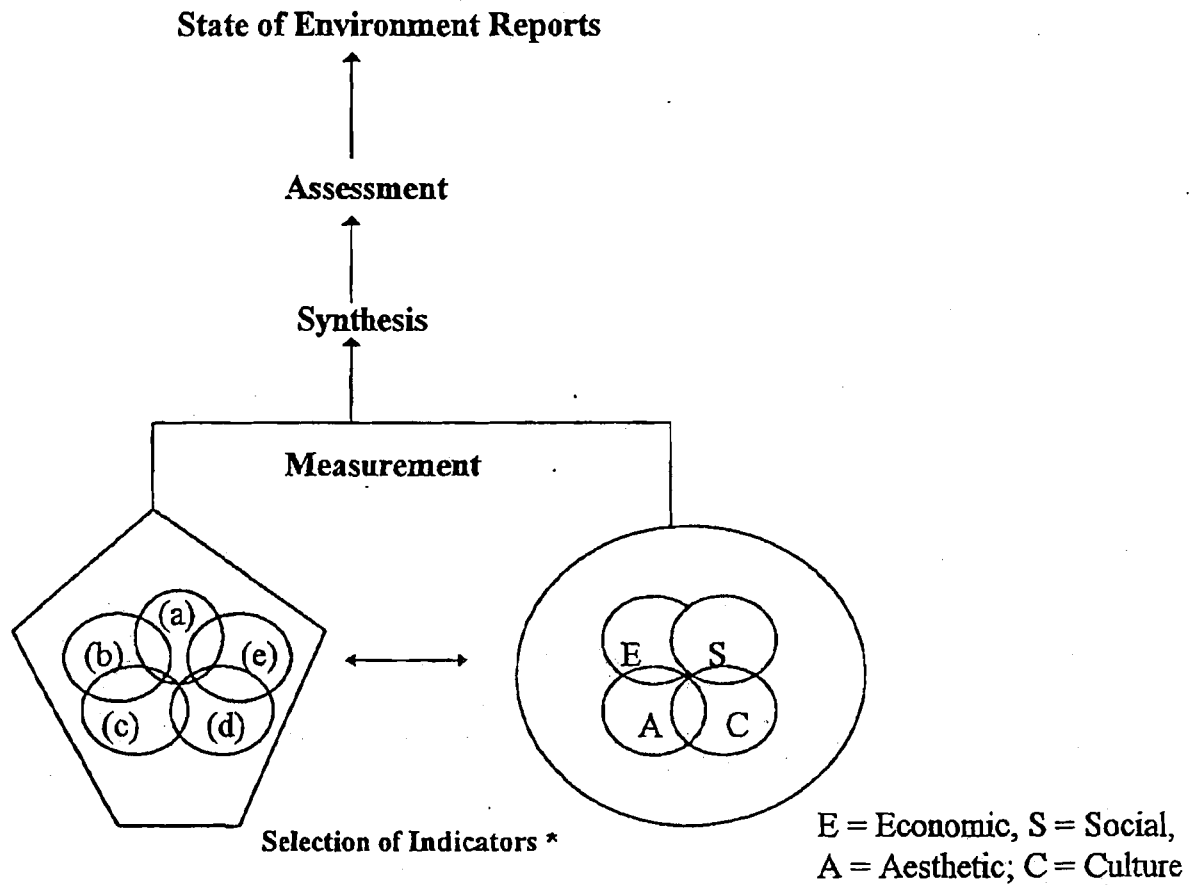 State of Environment Reports
Assessment
Synthesis
Measurement
(a)
(b)
(e)
(c)
(d)
E
S
A
C
Selection of Indicators *
E = Economic, S = Social,
A = Aesthetic; C = Culture